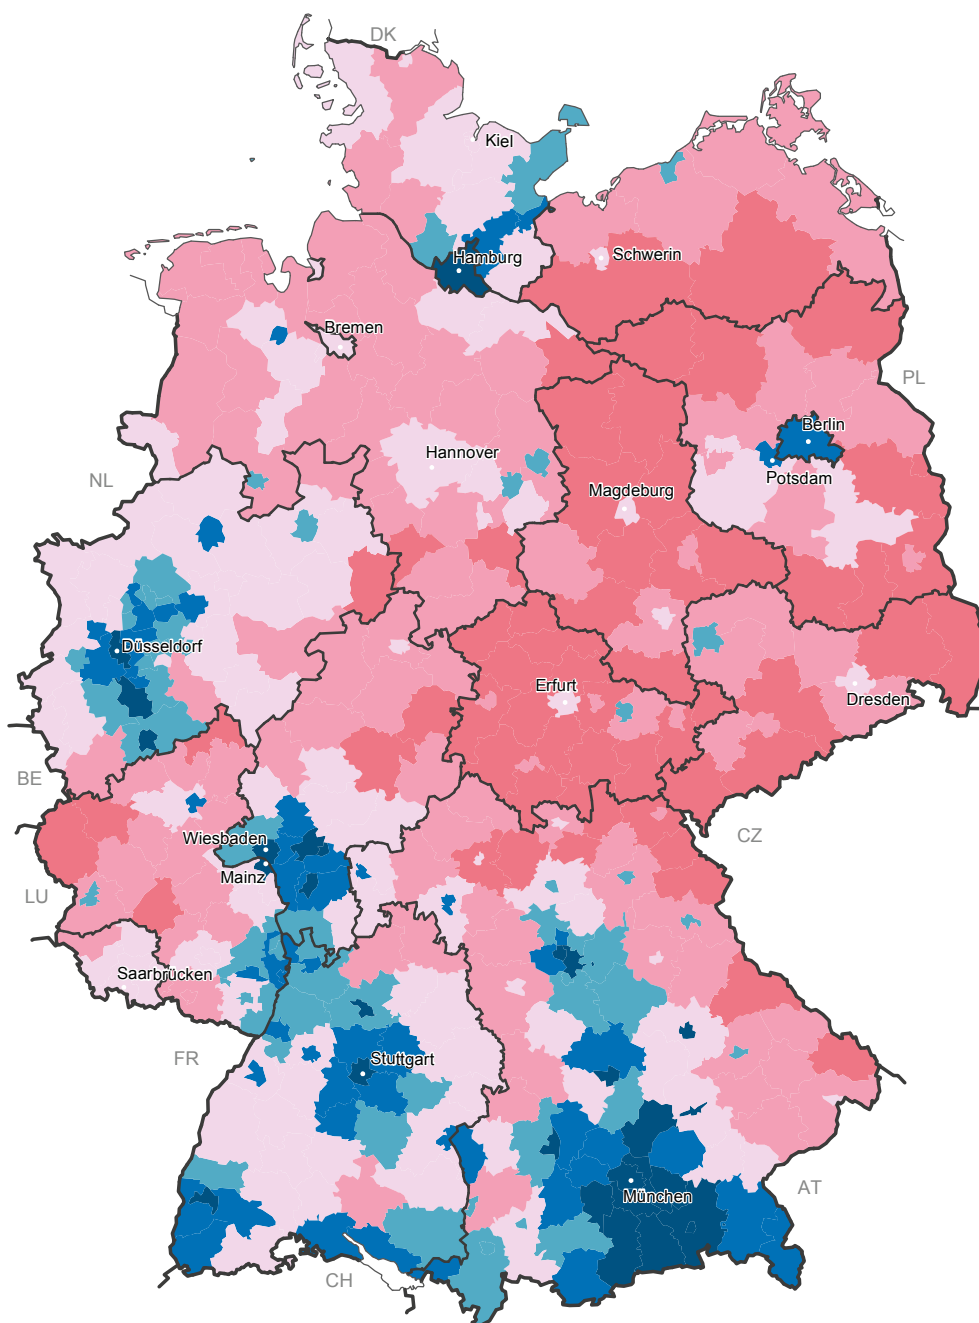 DK
Kiel
Hamburg
Schwerin
Bremen
PL
Berlin
Hannover
Potsdam
NL
Magdeburg
Düsseldorf
Erfurt
Dresden
BE
CZ
Wiesbaden
Mainz
LU
Saarbrücken
FR
Stuttgart
AT
München
CH